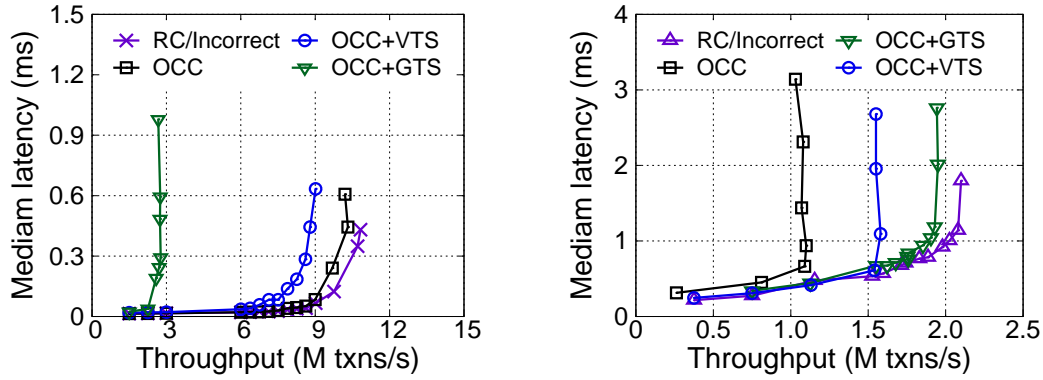 1.5
1.2
0.9
0.6
0.3
0
Mediam latency (ms)
RC/Incorrect
OCC
OCC+VTS
OCC+GTS
0 3 6 9 12 15
Throughput (M txns/s)
4
3
2
1
0
Mediam latency (ms)
RC/Incorrect
OCC
OCC+GTS
OCC+VTS
0 0.5 1.0 1.5 2.0 2.5
Throughput (M txns/s)